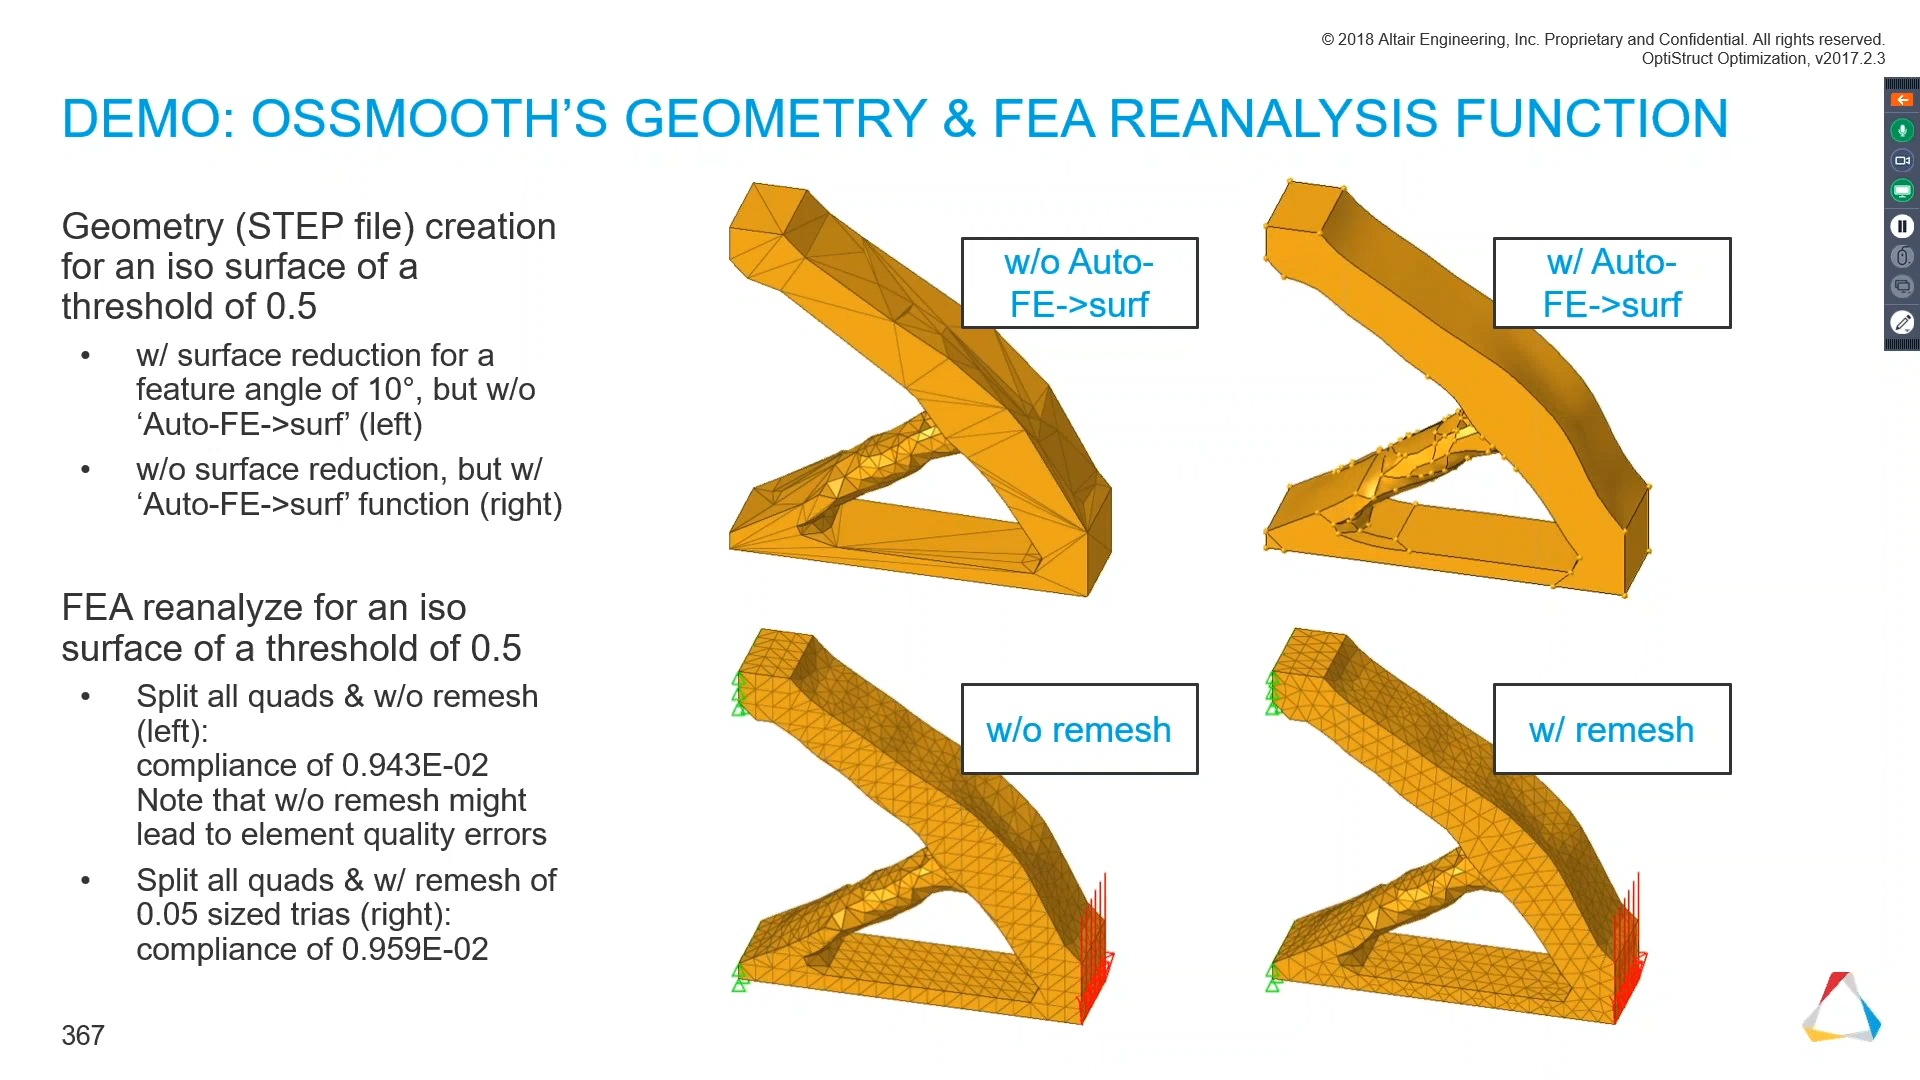 © 2018 Altair Engineering, Inc. Proprietary and Confidential. All rights reserved.
OptiStruct Optimization, v2017.2.3
DEMO: OSSMOOTH’S GEOMETRY & FEA REANALYSIS FUNCTION
Geometry (STEP file) creation
for an iso surface of a
threshold of 0.5
• w/ surface reduction for a
feature angle of 10°, but w/o
‘Auto-FE->surf’ (left)
• w/o surface reduction, but w/
‘Auto-FE->surf’ function (right)
w/o Auto-
FE->surf
w/ Auto-
FE->surf
FEA reanalyze for an iso
surface of a threshold of 0.5
• Split all quads & w/o remesh
(left):
compliance of 0.943E-02
Note that w/o remesh might
lead to element quality errors
• Split all quads & w/ remesh of
0.05 sized trias (right):
compliance of 0.959E-02
w/o remesh
w/ remesh
367